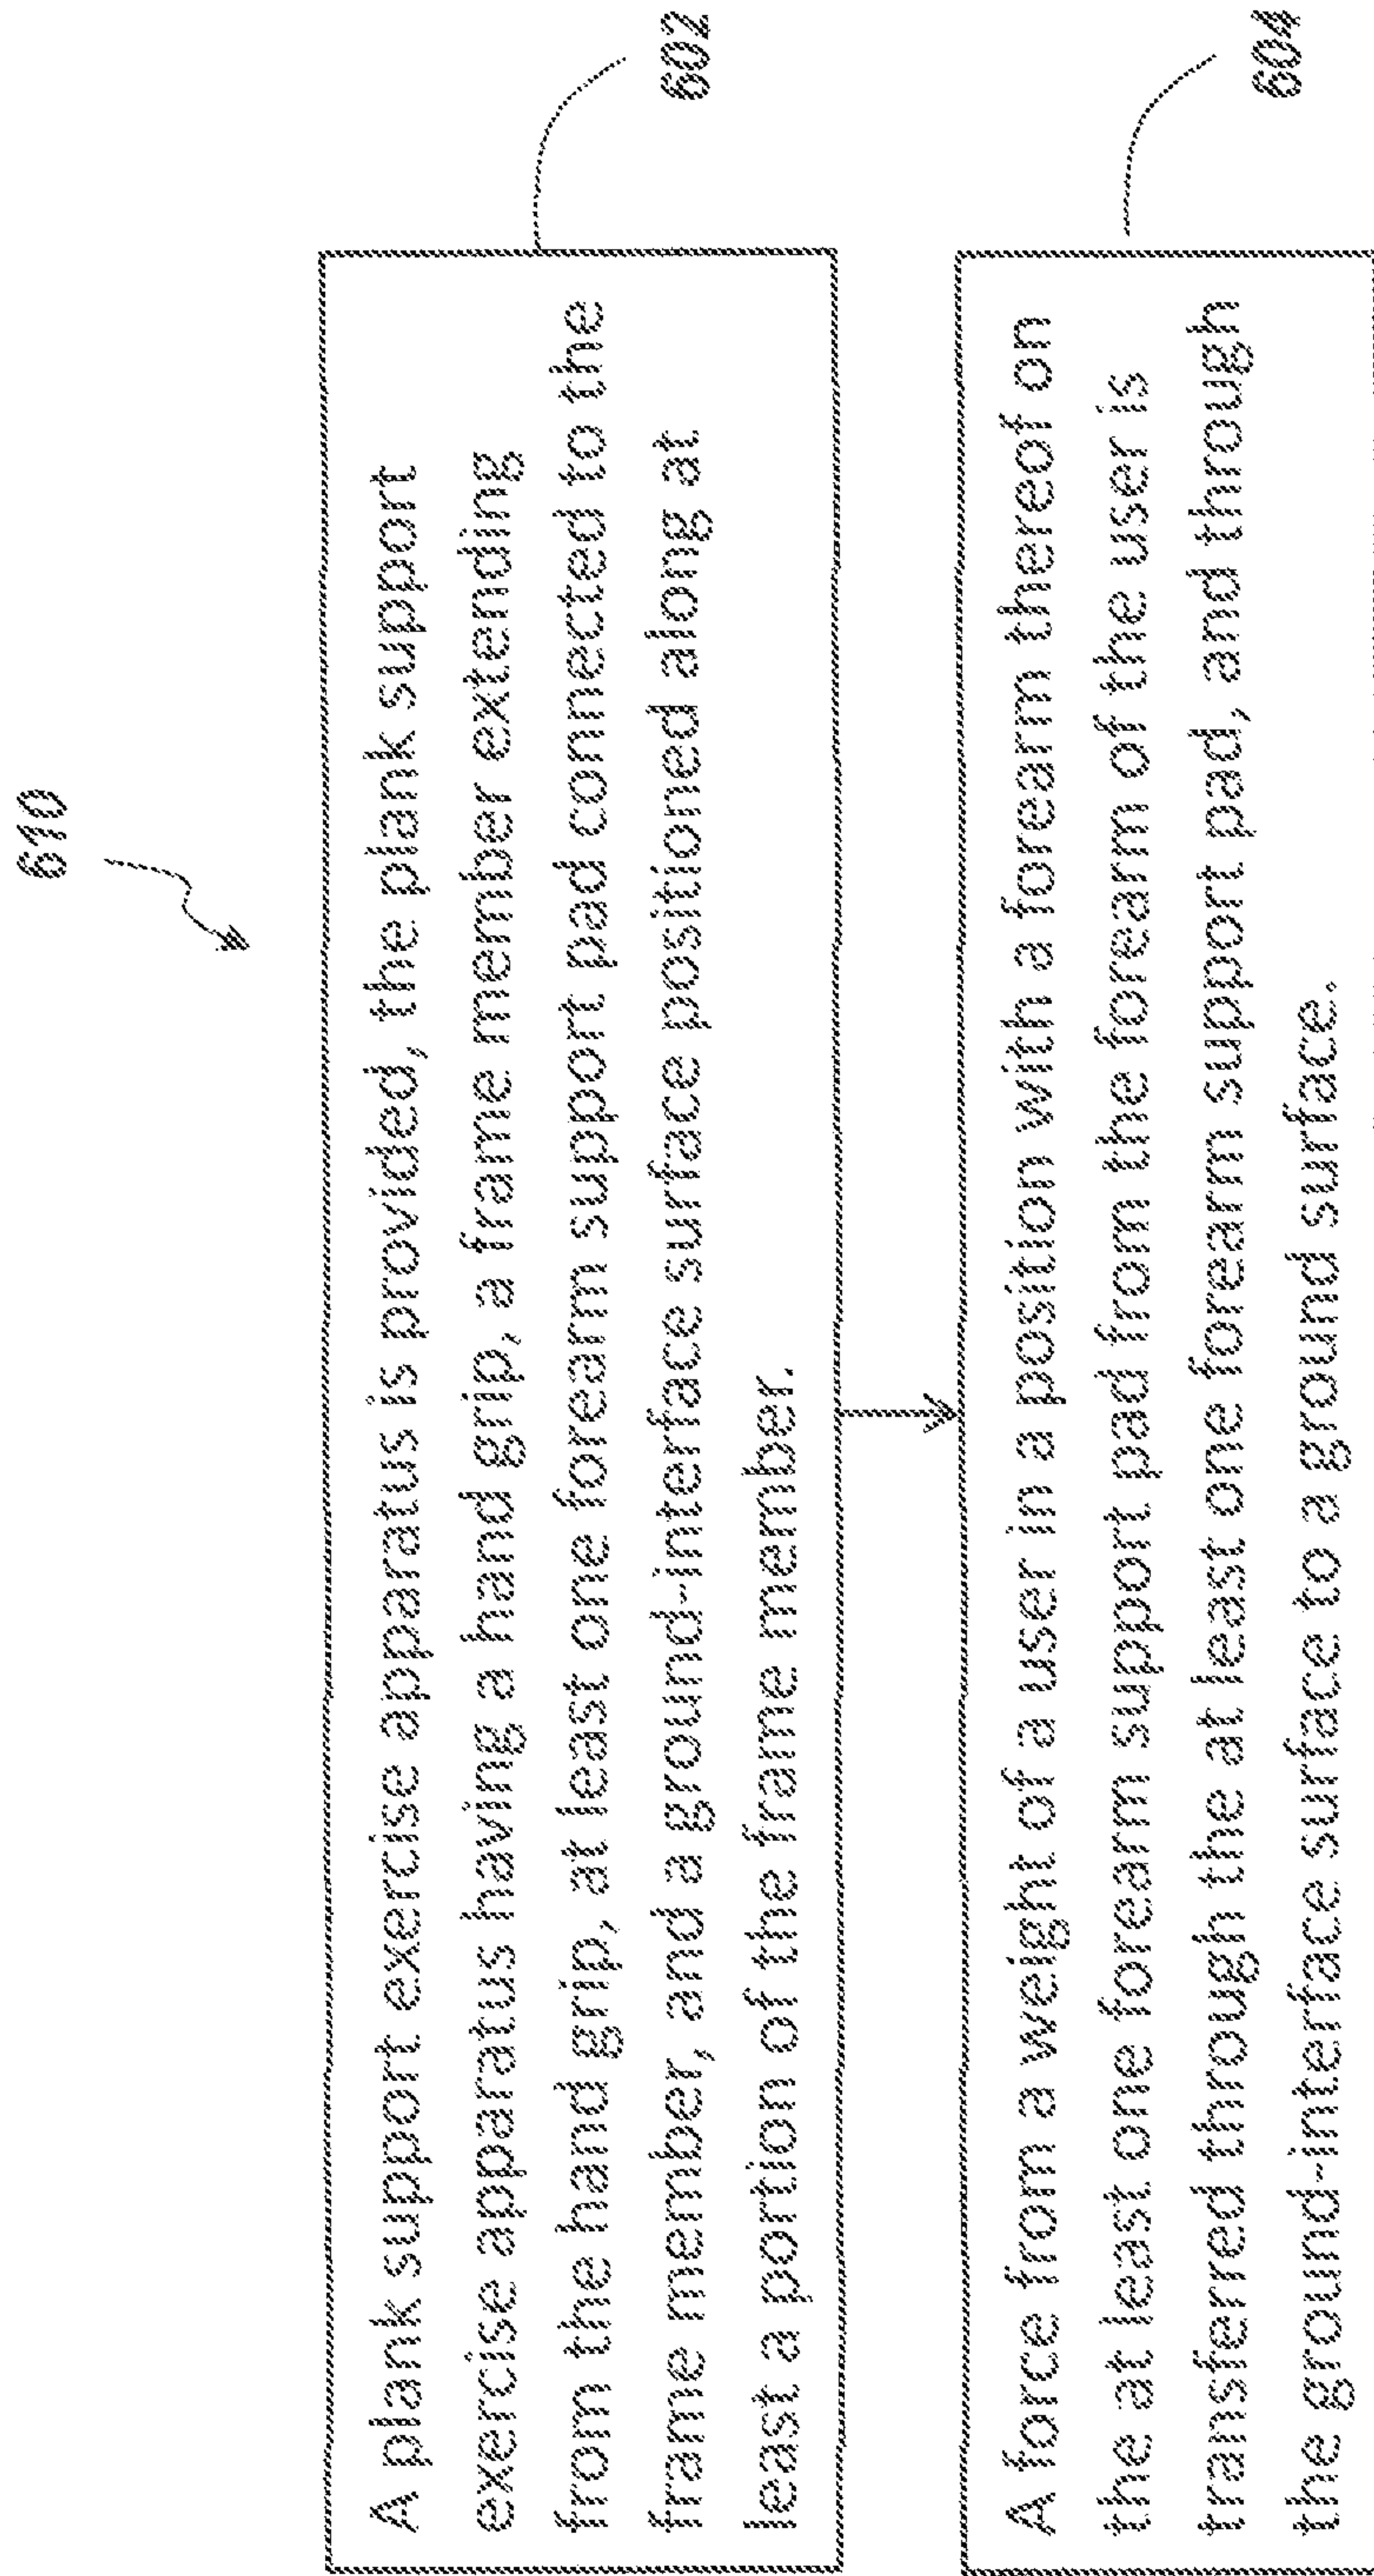 610
A plank support exercise apparatus is provided, the plank support
exercise apparatus having a hand grip, a frame member extending
from the hand grip, at least one forearm support pad connected to the
frame member, and a ground-interface surface positioned along at
least a portion of the frame member.
602
A force from a weight of a user in a position with a forearm thereof on
the at least one forearm support pad from the forearm of the user is
transferred through the at least one forearm support pad, and through
the ground-interface surface to a ground surface.
604